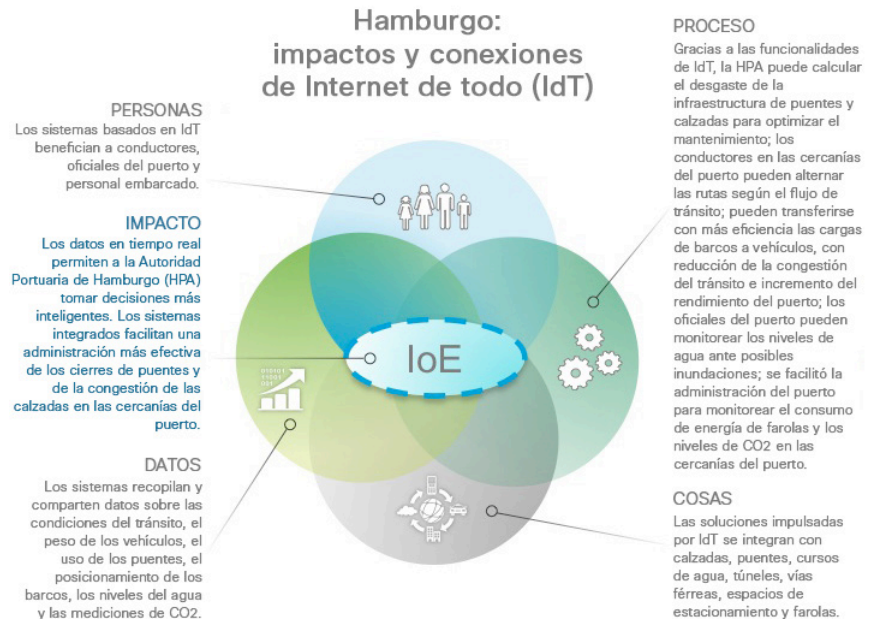 Hamburgo:
impactos y conexiones
de Internet de todo (IdT)
PERSONAS
Los sistemas basados en IdT
benefician a conductores,
oficiales del puerto y
personal embarcado.
IMPACTO
Los datos en tiempo real
permiten a la Autoridad
Portuaria de Hamburgo (HPA)
tomar decisiones más
inteligentes. Los sistemas
integrados facilitan una
administración más efectiva
de los cierres de puentes y
de la congestión de las
calzadas en las cercanías del
puerto.
DATOS
Los sistemas recopilan y
comparten datos sobre las
condiciones del tránsito, el
peso de los vehículos, el
uso de los puentes, el
posicionamiento de los
barcos, los niveles del agua
y las mediciones de CO2.
010101
01001
001
IoE
PROCESO
Gracias a las funcionalidades
de IdT, la HPA puede calcular
el desgaste de la
infraestructura de puentes y
calzadas para optimizar el
mantenimiento; los
conductores en las cercanías
del puerto pueden alternar
las rutas según el flujo de
tránsito; pueden transferirse
con más eficiencia las cargas
de barcos a vehículos, con
reducción de la congestión
del tránsito e incremento del
rendimiento del puerto; los
oficiales del puerto pueden
monitorear los niveles de
agua ante posibles
inundaciones; se facilitó la
administración del puerto
para monitorear el consumo
de energía de farolas y los
niveles de CO2 en las
cercanías del puerto.
COSAS
Las soluciones impulsadas
por IdT se integran con
calzadas, puentes, cursos
de agua, túneles, vías
férreas, espacios de
estacionamiento y farolas.